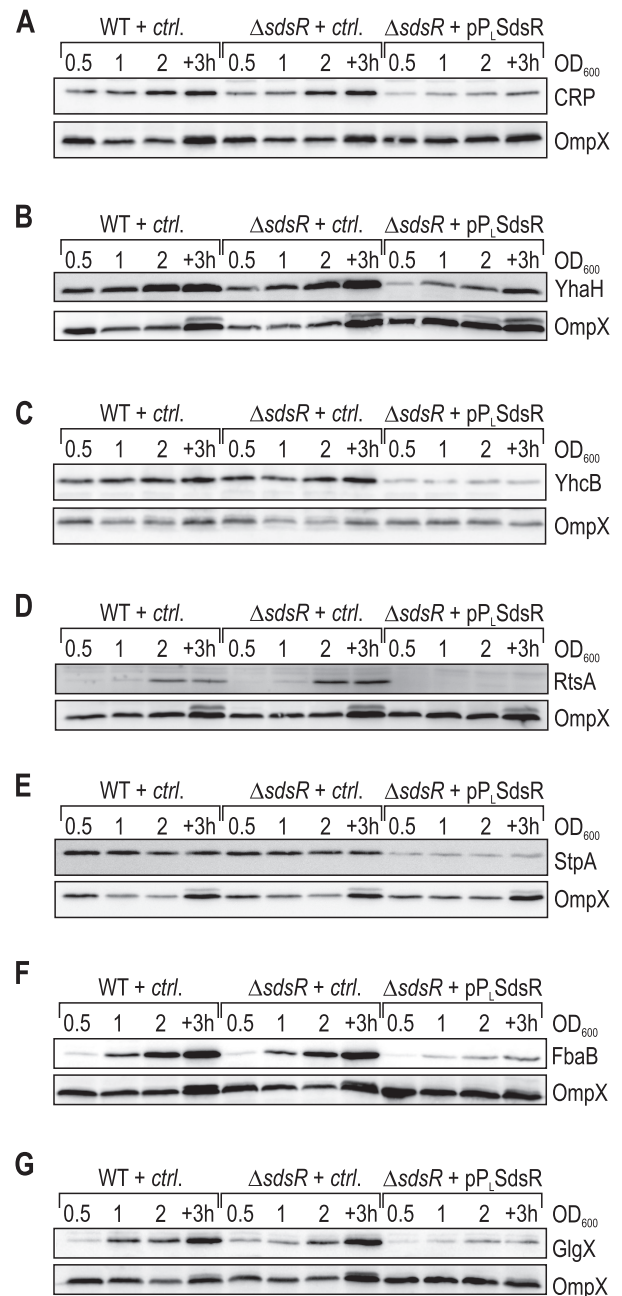 A
WT + ctrl. ΔsdsR + ctrl. ΔsdsR + pPLSdsR
0.5 1 2 +3h 0.5 1 2 +3h 0.5 1 2 +3h OD600
CRP
OmpX
B
WT + ctrl. ΔsdsR + ctrl. ΔsdsR + pPLSdsR
0.5 1 2 +3h 0.5 1 2 +3h 0.5 1 2 +3h OD600
YhaH
OmpX
C
WT + ctrl. ΔsdsR + ctrl. ΔsdsR + pPLSdsR
0.5 1 2 +3h 0.5 1 2 +3h 0.5 1 2 +3h OD600
YhcB
OmpX
D
WT + ctrl. ΔsdsR + ctrl. ΔsdsR + pPLSdsR
0.5 1 2 +3h 0.5 1 2 +3h 0.5 1 2 +3h OD600
RtsA
OmpX
E
WT + ctrl. ΔsdsR + ctrl. ΔsdsR + pPLSdsR
0.5 1 2 +3h 0.5 1 2 +3h 0.5 1 2 +3h OD600
StpA
OmpX
F
WT + ctrl. ΔsdsR + ctrl. ΔsdsR + pPLSdsR
0.5 1 2 +3h 0.5 1 2 +3h 0.5 1 2 +3h OD600
FbaB
OmpX
G
WT + ctrl. ΔsdsR + ctrl. ΔsdsR + pPLSdsR
0.5 1 2 +3h 0.5 1 2 +3h 0.5 1 2 +3h OD600
GlgX
OmpX